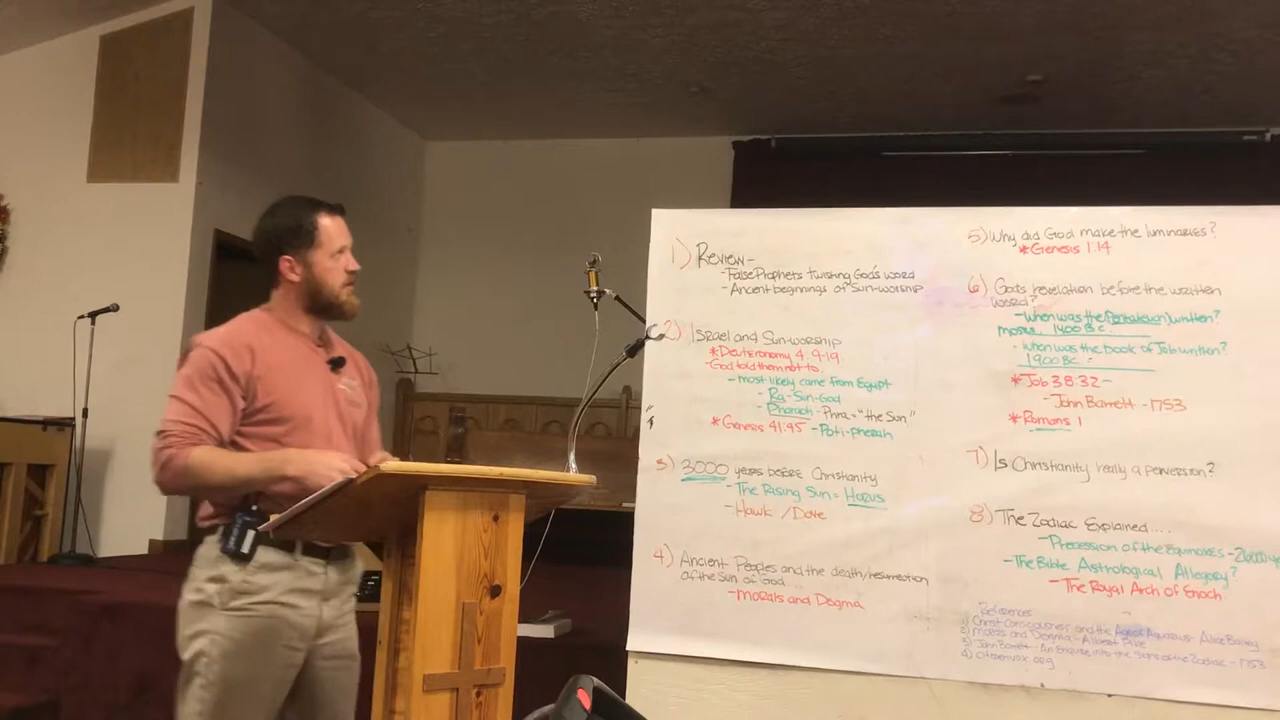 1) Review-
-False Prophets twisting God's word
-Ancient beginnings of Sun-worship
2) Israel and Sun-worship
*Deuteronomy 4:9-19
-God told them not to.
-most likely came from Egypt
-Ra-Sun-God
-Pharaoh-Phra="the Sun"
*Genesis 41:45 -Poti-pherah
3) 3000 years before Christianity
-The Rising Sun = Horus
-Hawk/Dove
4) Ancient Peoples and the death/resurrection
of the Sun of God
-Morals and Dogma
5) Why did God make the luminaries?
*Genesis 1:14
6) Gods revelation before the written
word?
-When was the written?
1400 BC
-When was the book of Job written?
1900 BC
*Job 38:32-
-John Barrett -1753
*Romans 1
7) Is Christianity really a perversion?
8) The Zodiac Explained....
-Precession of the Equinoxes -
-The Bible Astrological Allegory?
-The Royal Arch of Enoch
References
1) Christ Consciousness and the Age of Aquarius- Alice Bailey
2) Morals and Dogma - Albert Pike
3) John Barrett - An Enquiry into the Signs of the Zodiac - 1753
4)